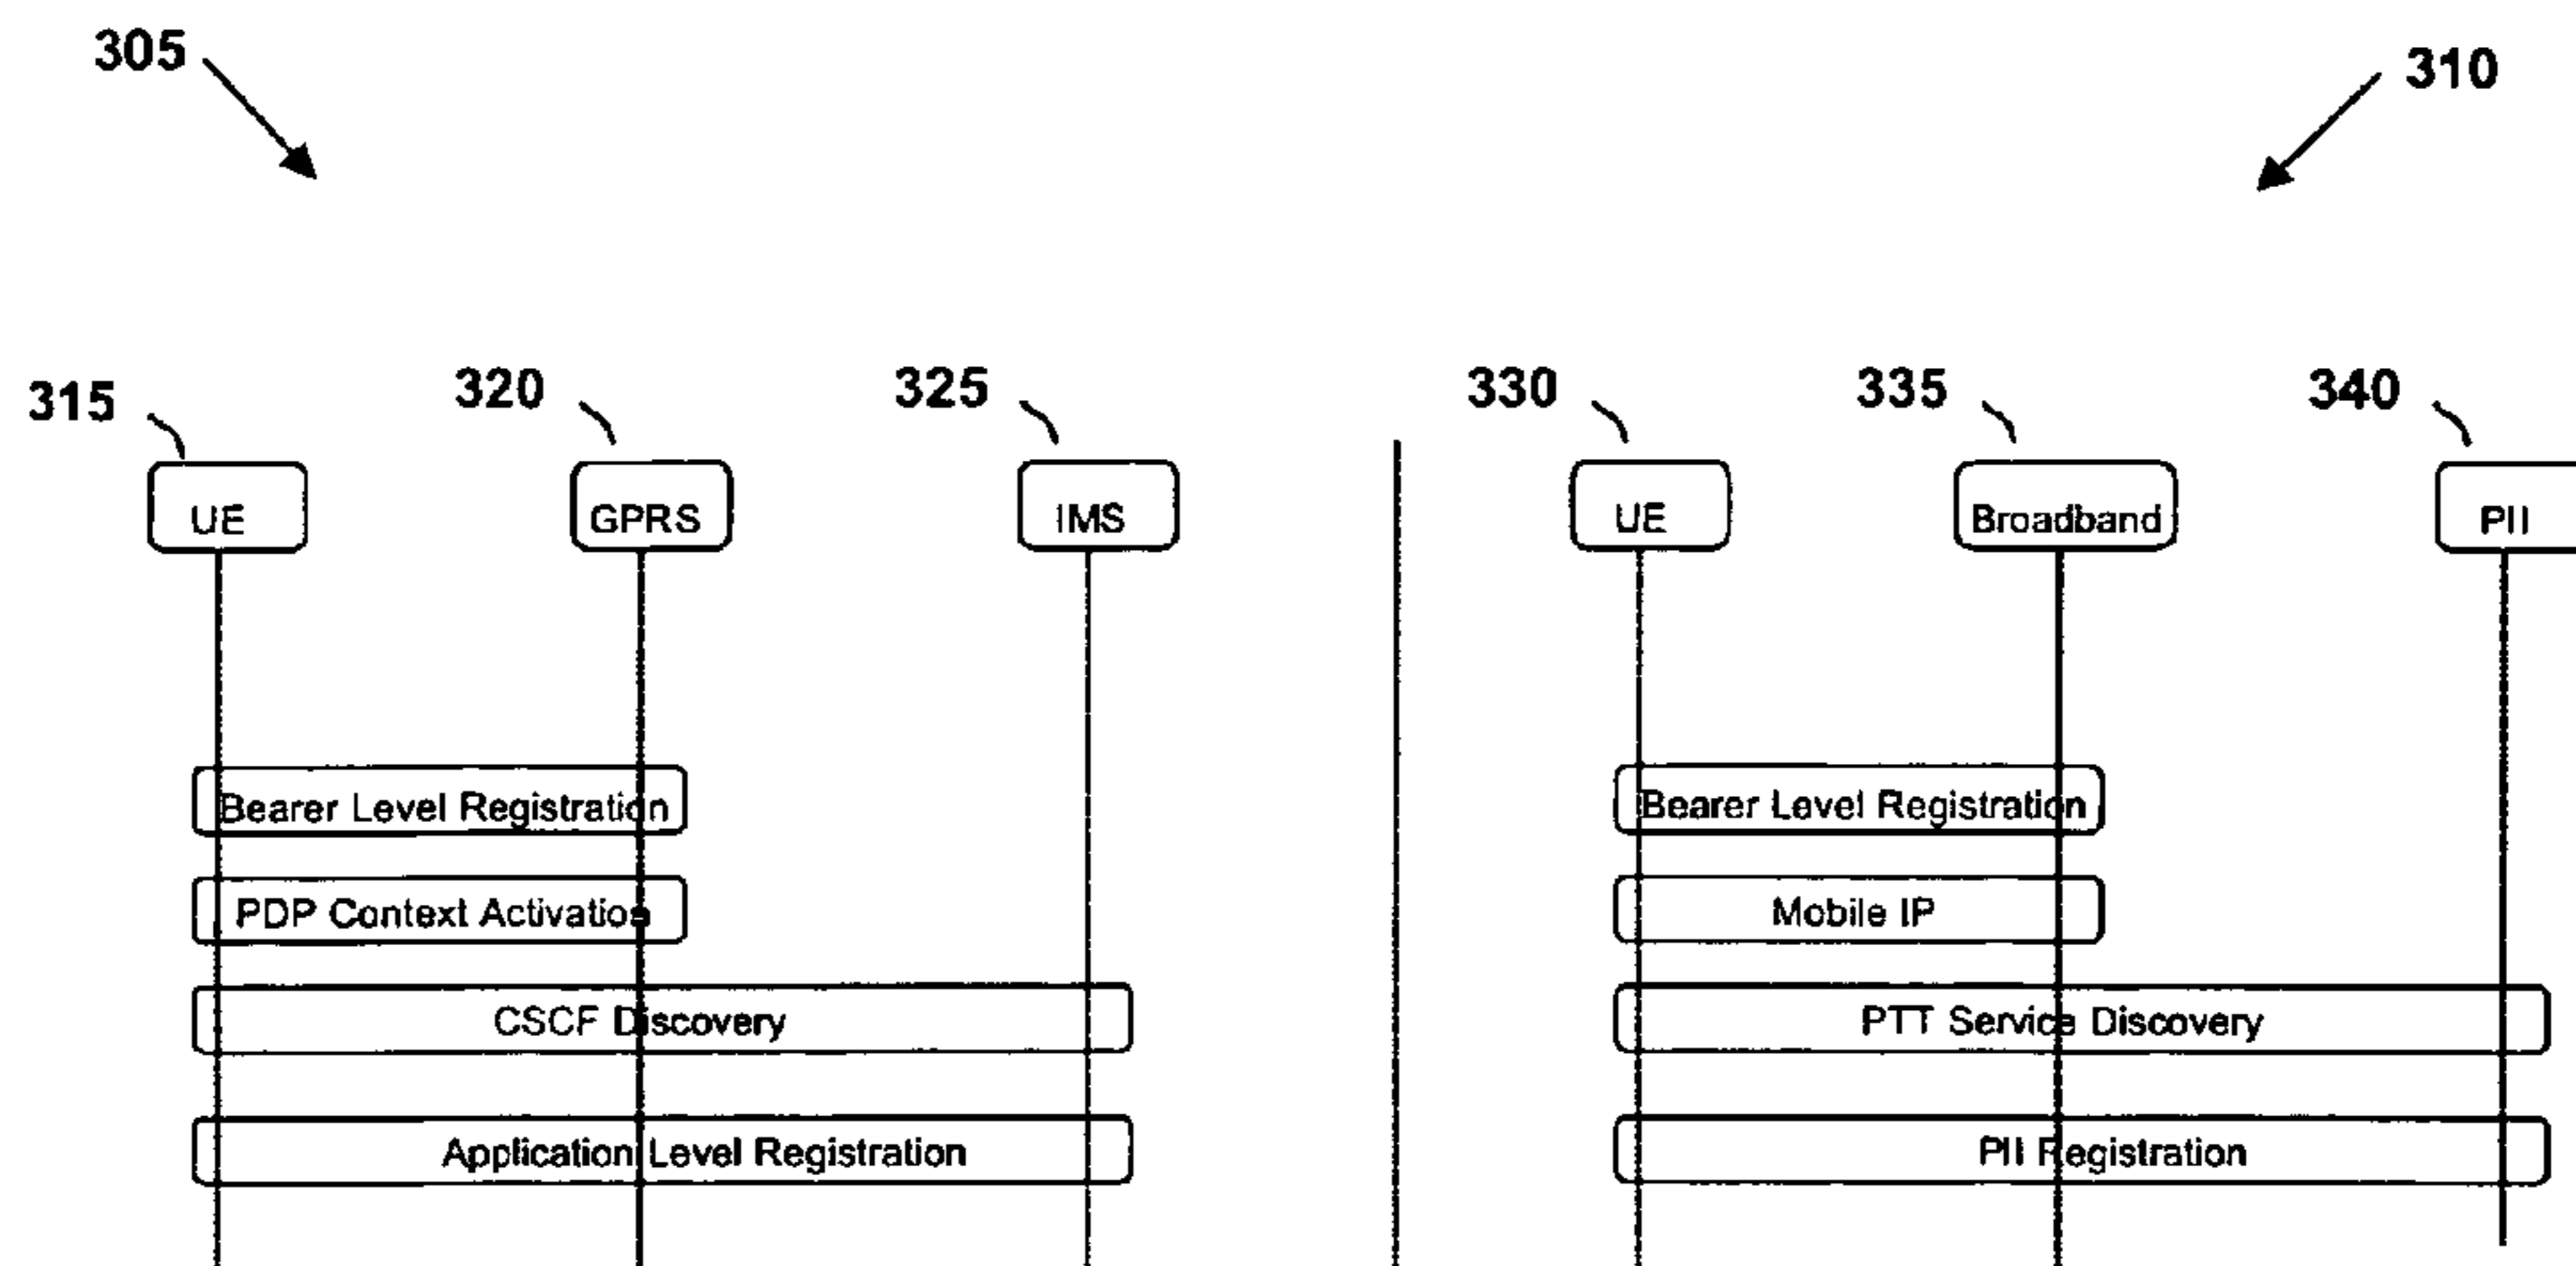 305
310
315
320
325
330
335
340
UE
GPRS
IMS
UE
Broadband
PII
Bearer Level Registration
Bearer Level Registration
PDP Context Activation
Mobile IP
CSCF Discovery
PTT Service Discovery
Application Level Registration
PII Registration